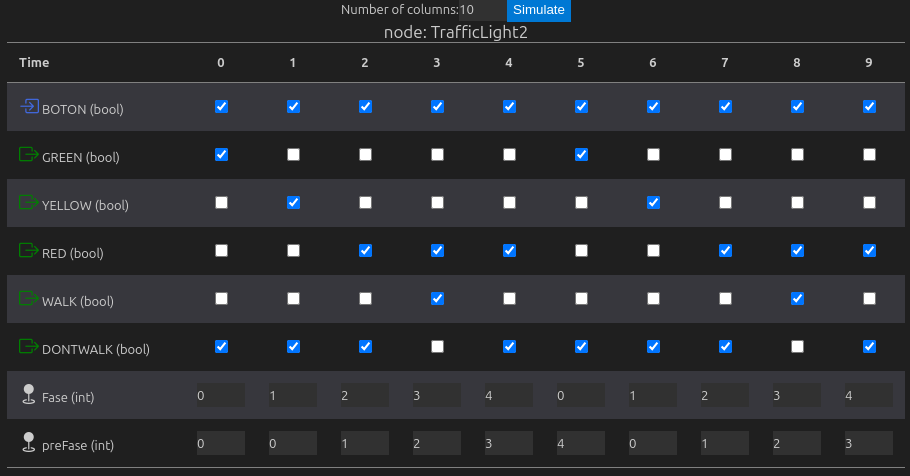 Number of columns:10 Simulate
node: TrafficLight2
Time 0 1 2 3 4 5 6 7 8 9
BOTON (bool)
GREEN (bool)
YELLOW (bool)
RED (bool)
WALK (bool)
DONTWALK (bool)
Fase (int) 0 1 2 3 4 0 1 2 3 4
preFase (int) 0 0 1 2 3 4 0 1 2 3